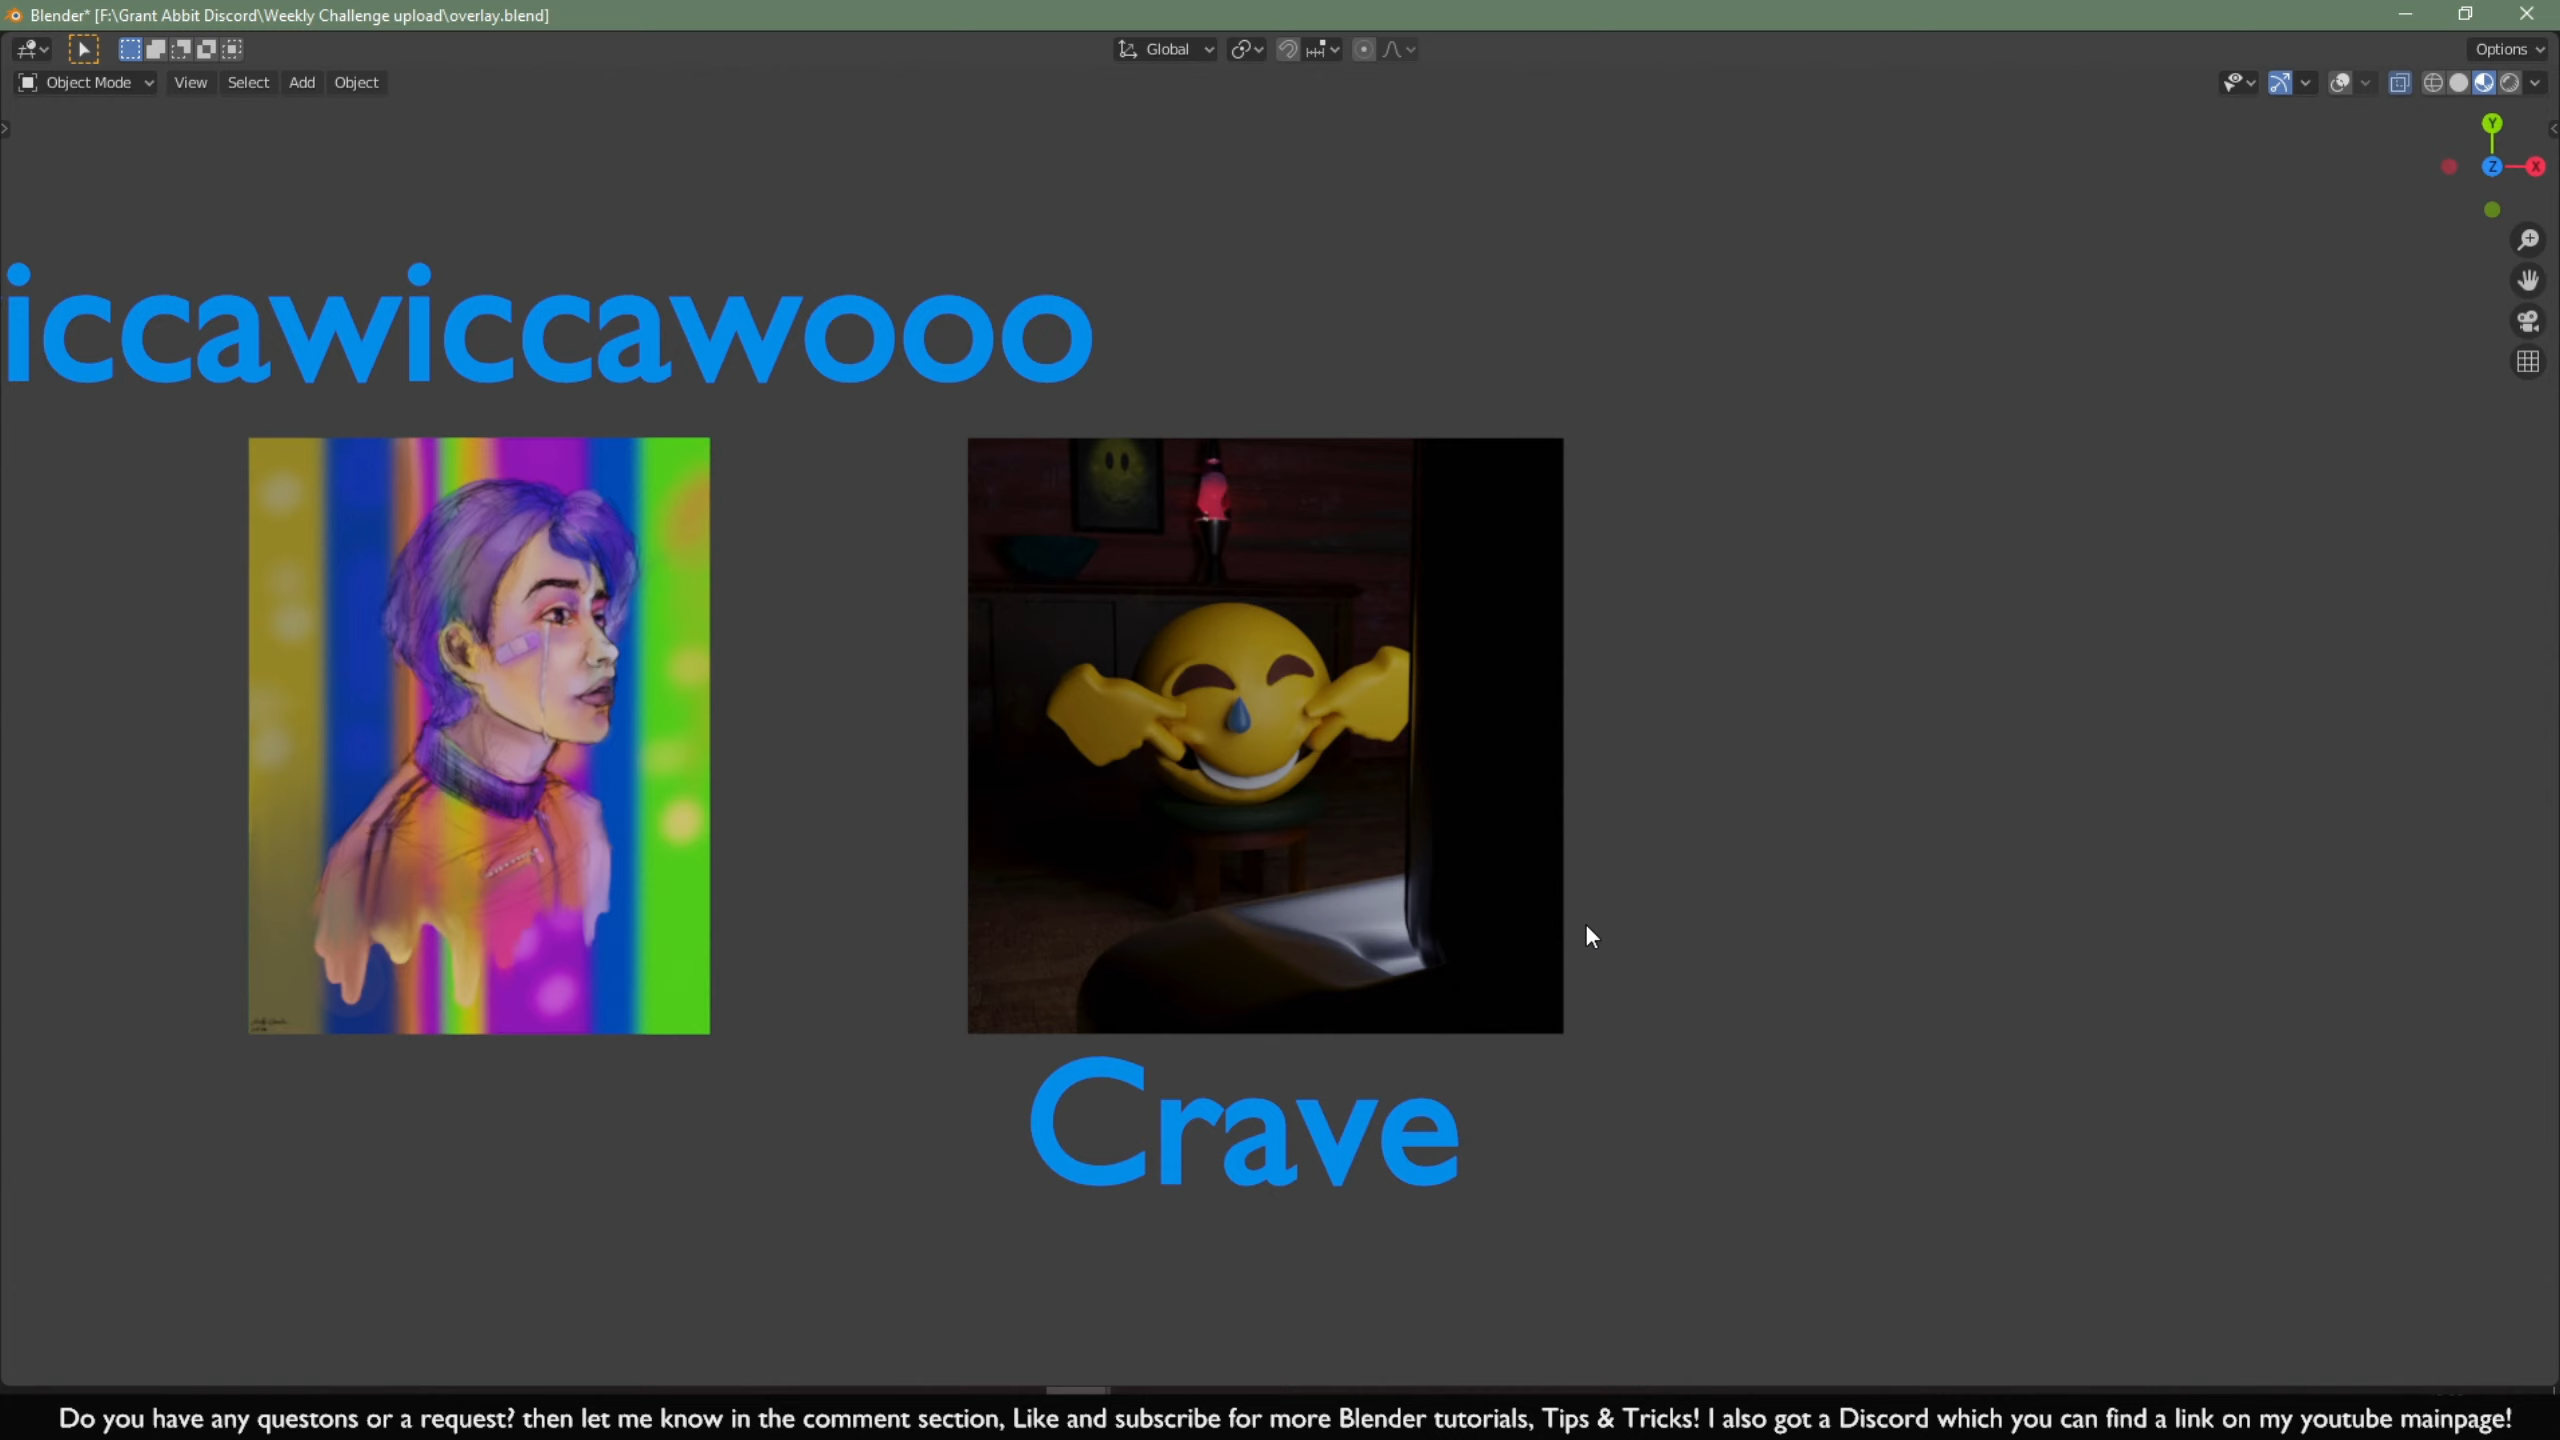 Blender* [F:\Grant Abbit Discord\Weekly Challenge upload\overlay.blend]
Global
Options
Object Mode View Select Add Object
Y
Z X
iccawiccawooo
Crave
Do you have any questons or a request? then let me know in the comment section, Like and subscribe for more Blender tutorials, Tips & Tricks! I also got a Discord which you can find a link on my youtube mainpage!